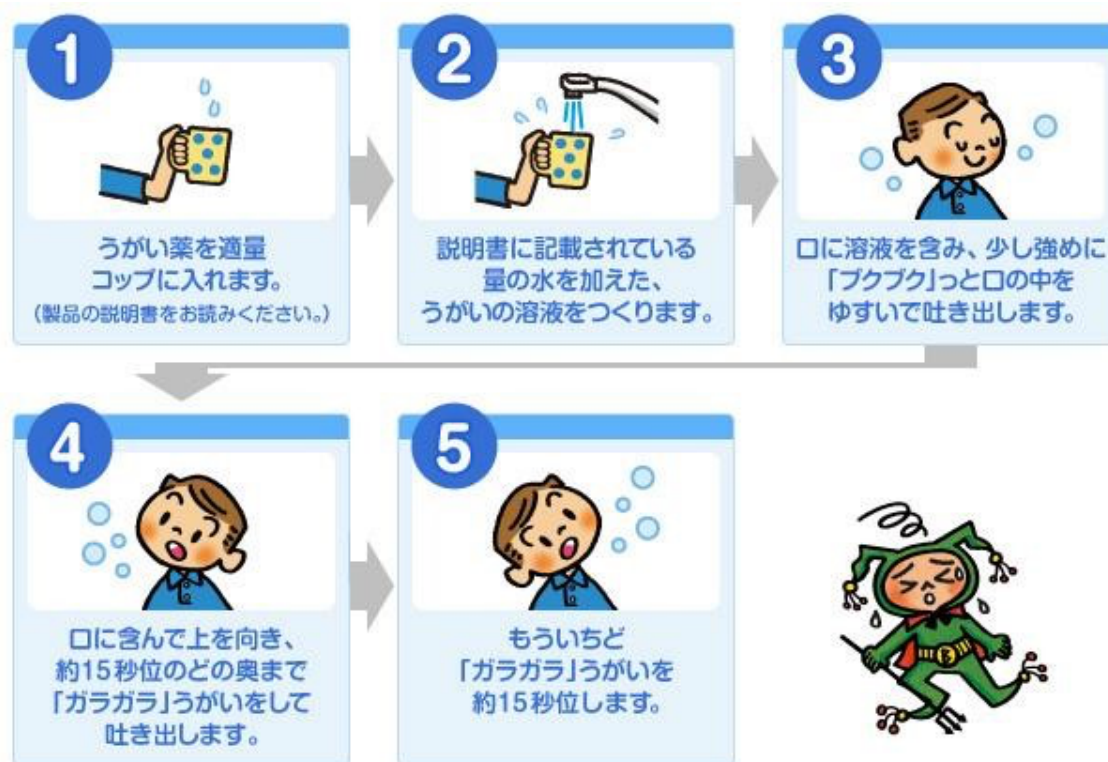 1
うがい薬を適量
コップに入れます。
(製品の説明書をお読みください。)
2
説明書に記載されている
量の水を加えた、
うがいの溶液をつくります。
3
口に溶液を含み、少し強めに
「ブクブク」っと口の中を
ゆすいで吐き出します。
4
口に含んで上を向き、
約15秒位のどの奥まで
「ガラガラ」うがいをして
吐き出します。
5
もういちど
「ガラガラ」うがいを
約15秒位します。